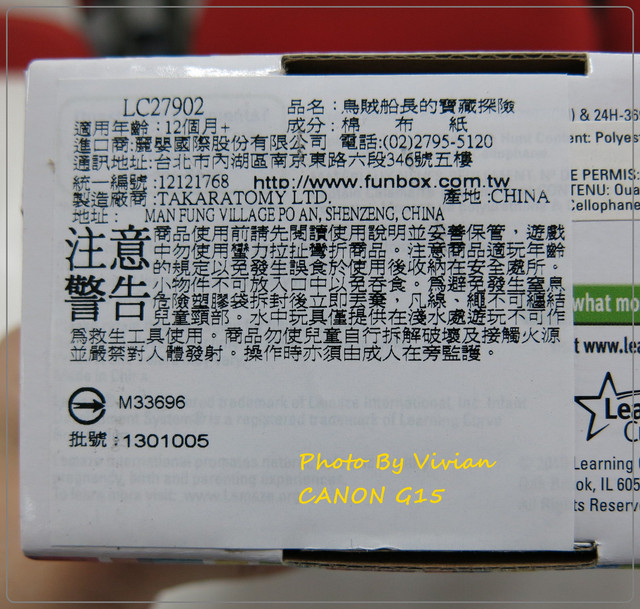 LC27902 品名：烏賊船長的寶藏探險
適用年齡：12個月+ 成分：棉 布 紙
進口商：麗嬰國際股份有限公司 電話:(02)2795-5120
通訊地址:台北市內湖區南京東路六段346號五樓
統一編號:12121768 http://www.funbox.com.tw
製造廠商:TAKARATOMY LTD. 產地:CHINA
地址: MAN FUNG VILLAGE PO AN, SHENZENG, CHINA
注意
警告
商品使用前請先閱讀使用說明並妥善保管，遊戲
中勿使用蠻力拉扯彎折商品。注意商品適玩年齡
的規定以免發生誤食於使用後收納在安全處所。
小物件不可放入口中以免吞食。為避免發生窒息
危險塑膠袋拆封後立即丟棄，凡線、繩不可纏結
兒童頸部。水中玩具僅提供在淺水處遊玩不可作
為救生工具使用。商品勿使兒童自行拆解破壞及接觸火源
並嚴禁對人體發射。操作時亦須由成人在旁監護。
M33696
批號:1301005
Photo By Vivian
CANON G15
) & 24H-36
ent: Polyes
E PERMIS:
TENU: Oua
Cellophane
what mo
t www.lea
Lea
Learning
ok, IL 605
ts Reserv